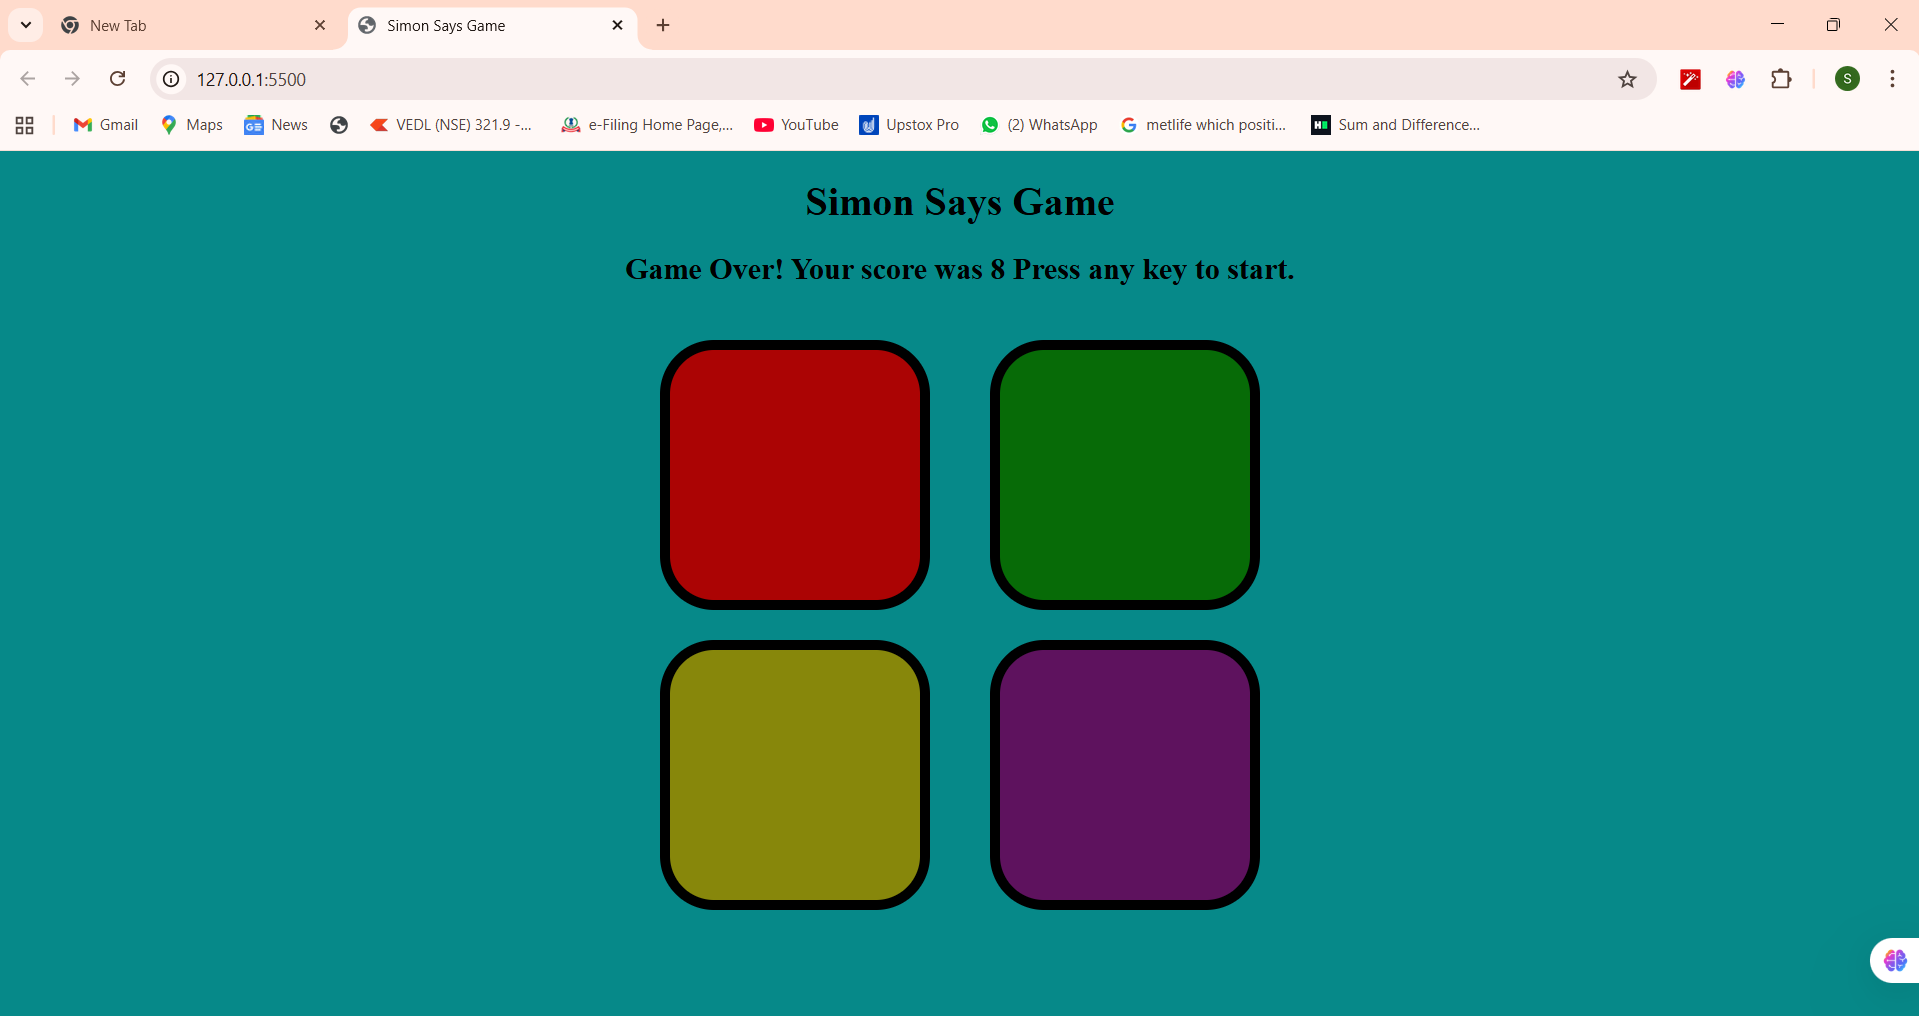 New Tab
Simon Says Game
127.0.0.1:5500
S
Gmail
Maps
News
VEDL (NSE) 321.9 -...
e-Filing Home Page,...
YouTube
Upstox Pro
(2) WhatsApp
metlife which positi...
Sum and Difference...
Simon Says Game
Game Over! Your score was 8 Press any key to start.